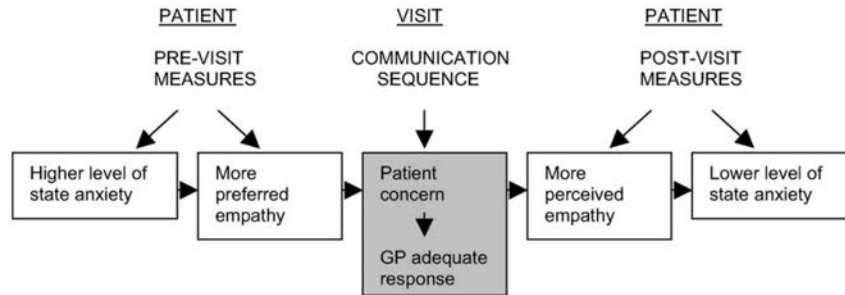 PATIENT
PRE-VISIT
MEASURES
VISIT
COMMUNICATION
SEQUENCE
PATIENT
POST-VISIT
MEASURES
Higher level of
state anxiety
More
preferred
empathy
Patient
concern
GP adequate
response
More
perceived
empathy
Lower level of
state anxiety